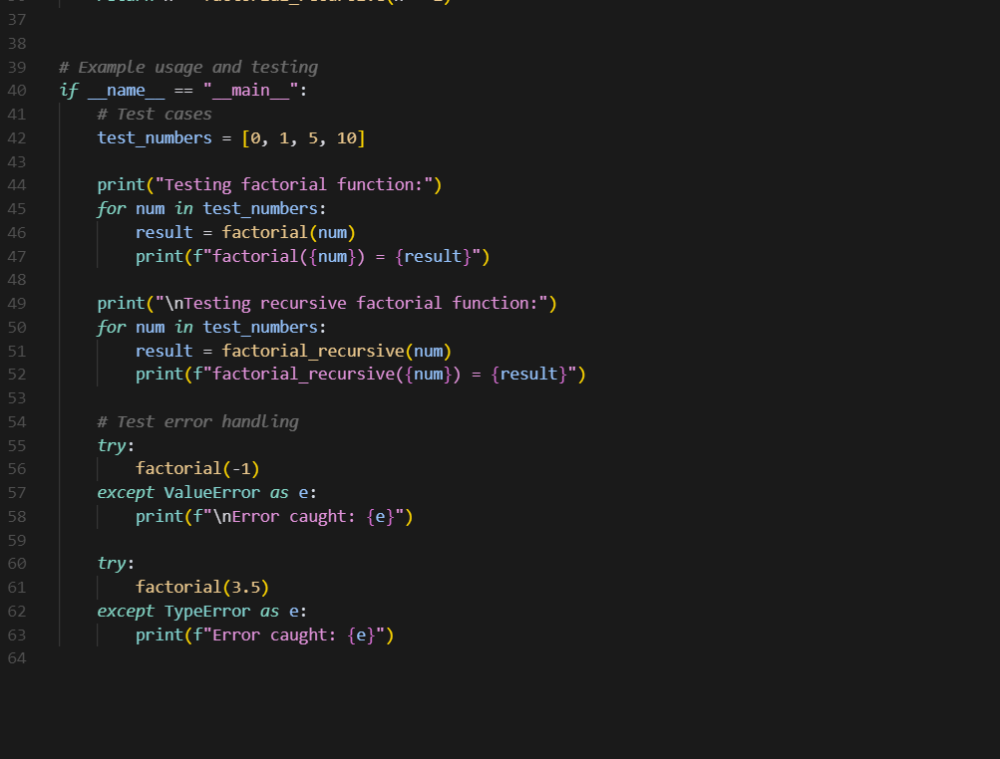 37
38
39 # Example usage and testing
40 if __name__ == "__main__":
41     # Test cases
42     test_numbers = [0, 1, 5, 10]
43
44     print("Testing factorial function:")
45     for num in test_numbers:
46         result = factorial(num)
47         print(f"factorial({num}) = {result}")
48
49     print("\nTesting recursive factorial function:")
50     for num in test_numbers:
51         result = factorial_recursive(num)
52         print(f"factorial_recursive({num}) = {result}")
53
54     # Test error handling
55     try:
56         factorial(-1)
57     except ValueError as e:
58         print(f"\nError caught: {e}")
59
60     try:
61         factorial(3.5)
62     except TypeError as e:
63         print(f"Error caught: {e}")
64